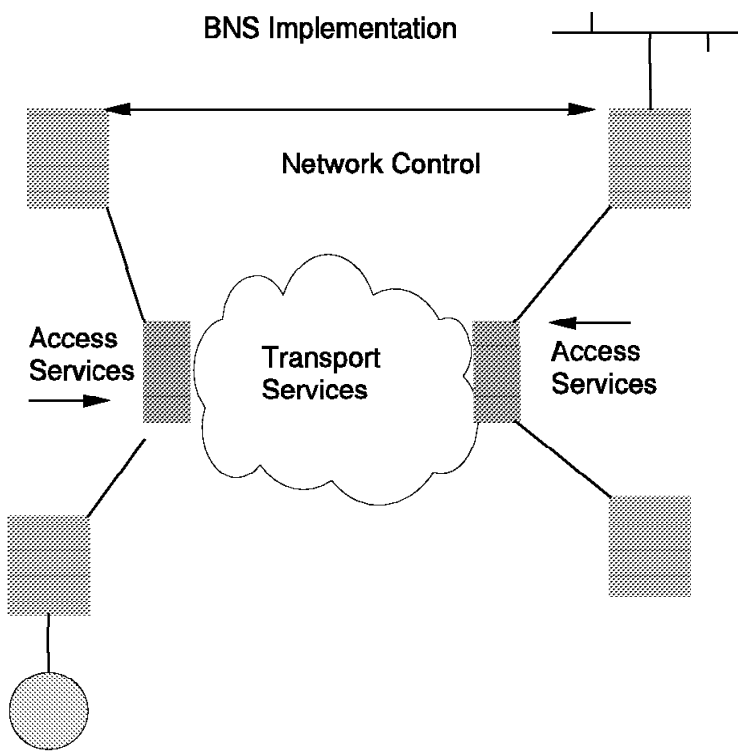 BNS Implementation
Network Control
Access
Services
Transport
Services
Access
Services